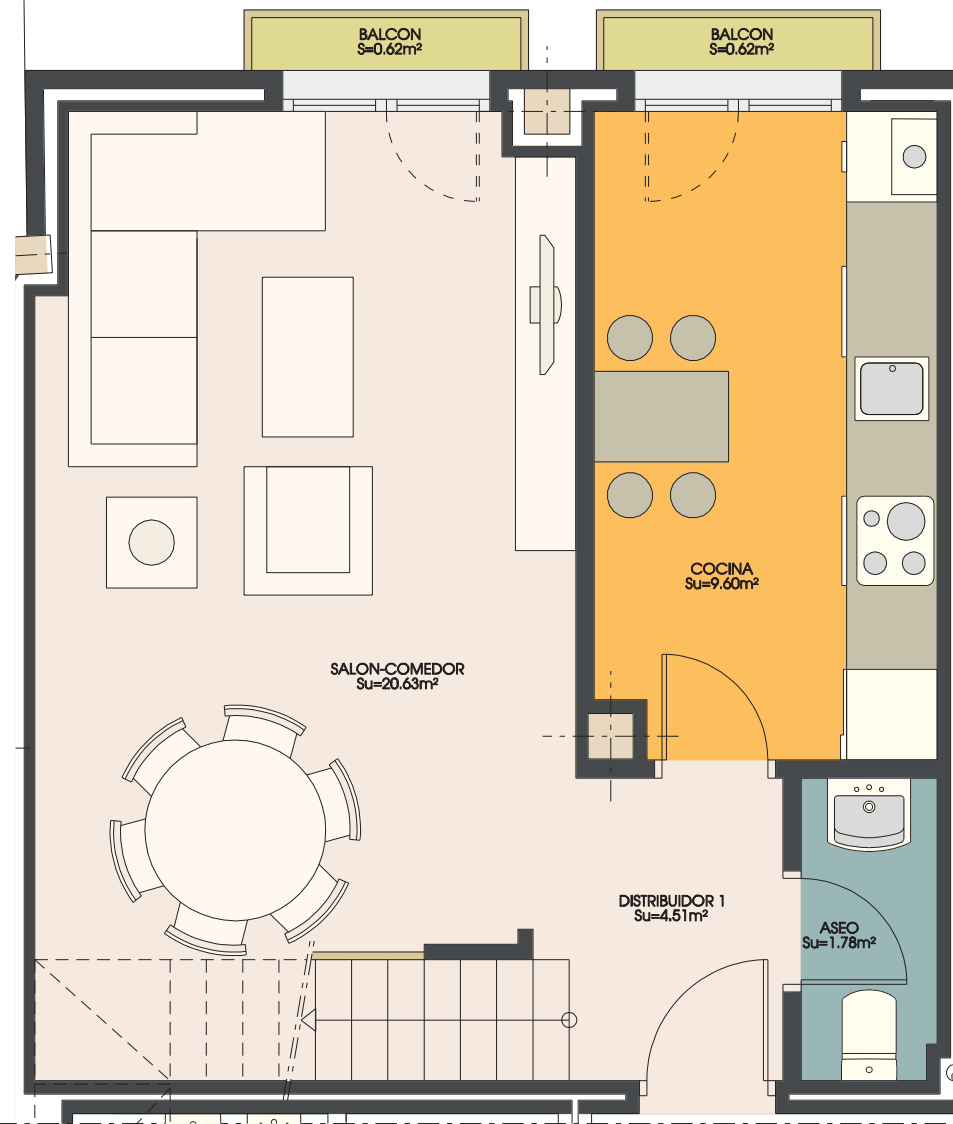 BALCON
S=0.62m²
BALCON
S=0.62m²
COCINA
Su=9.60m²
SALON-COMEDOR
Su=20.63m²
DISTRIBUIDOR 1
Su=4.51m²
ASEO
Su=1.78m²